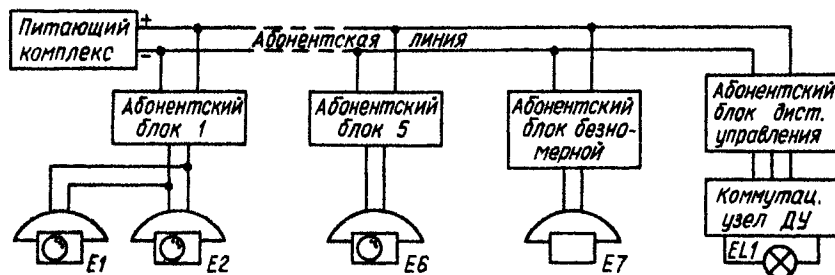 Питающий
комплекс
+
-
Абонентская линия
Абонентский
блок 1
Абонентский
блок 5
Абонентский
блок безно-
мерной
Абонентский
блок дист.
управления
Коммутац.
узел ДУ
E1
E2
E6
E7
EL1